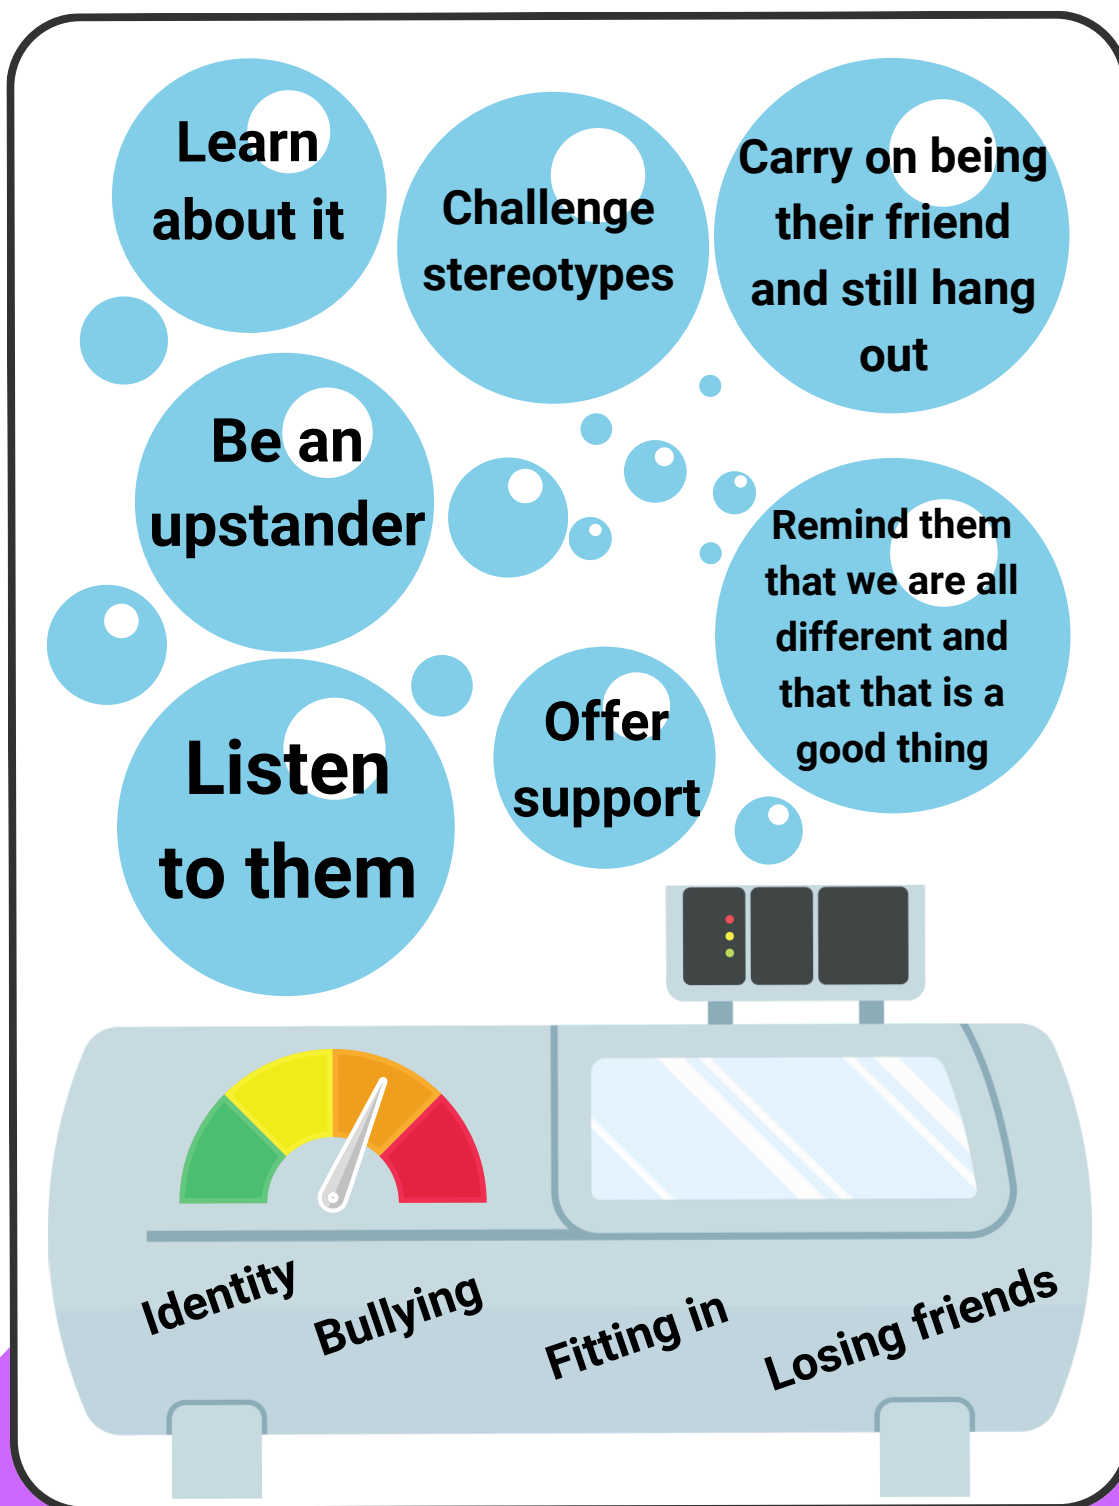 Learn
about it
Challenge
stereotypes
Carry on being
their friend
and still hang
out
Be an
upstander
Remind them
that we are all
different and
that that is a
good thing
Listen
to them
Offer
support
Identity
Bullying
Fitting in
Losing friends